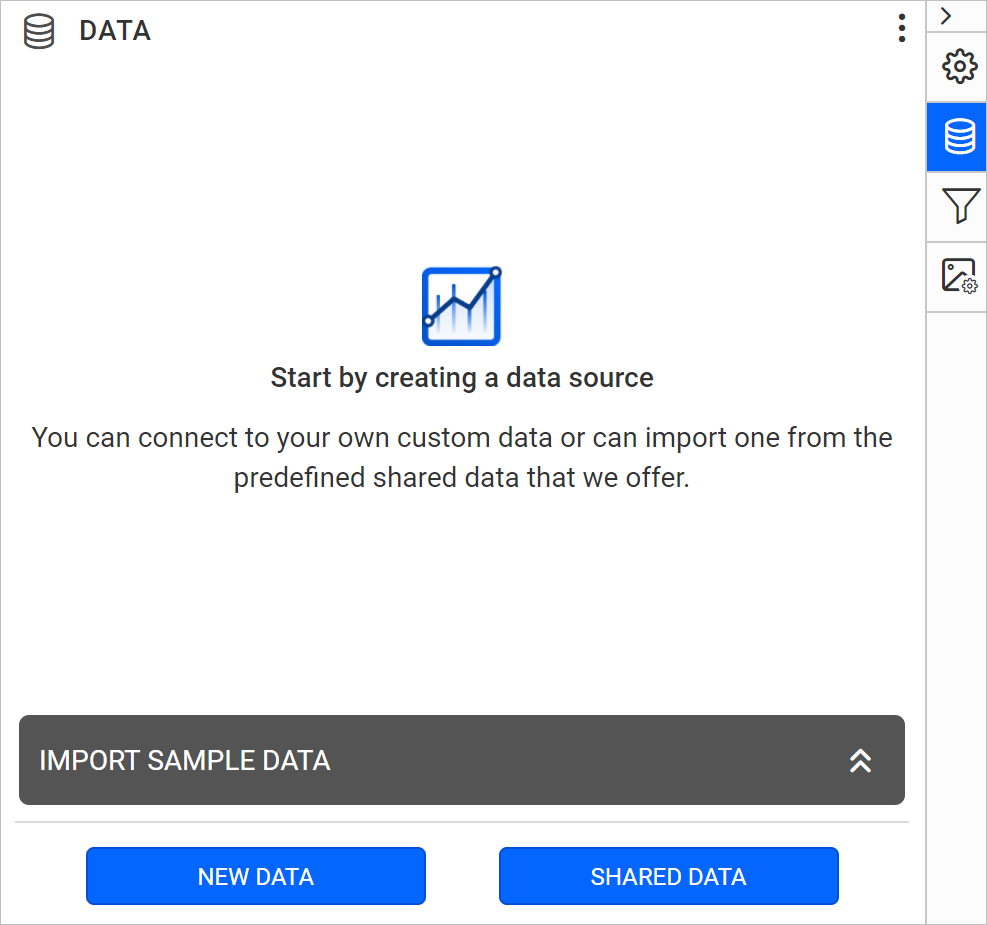 DATA
Start by creating a data source
You can connect to your own custom data or can import one from the
predefined shared data that we offer.
IMPORT SAMPLE DATA
NEW DATA
SHARED DATA